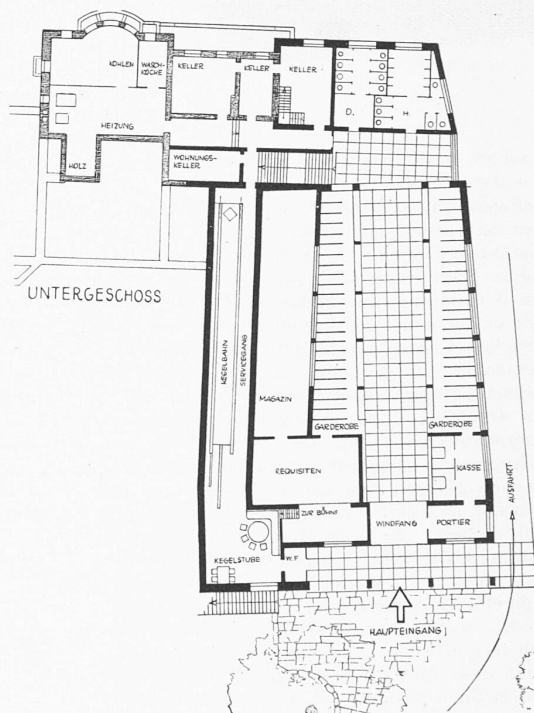 KOHLEN
WASCH-
KÜCHE
KELLER
KELLER
KELLER
D.
H.
HEIZUNG
HOLZ
WOHNUNGS-
KELLER
UNTERGESCHOSS
KEGELBAHN
SERVICEGANG
MAGAZIN
GARDEROBE
GARDEROBE
REQUISITEN
KASSE
AUSFAHRT
ZUR BÜHNE
WINDFANG
PORTIER
KEGELSTUBE
W.F.
HAUPTEINGANG